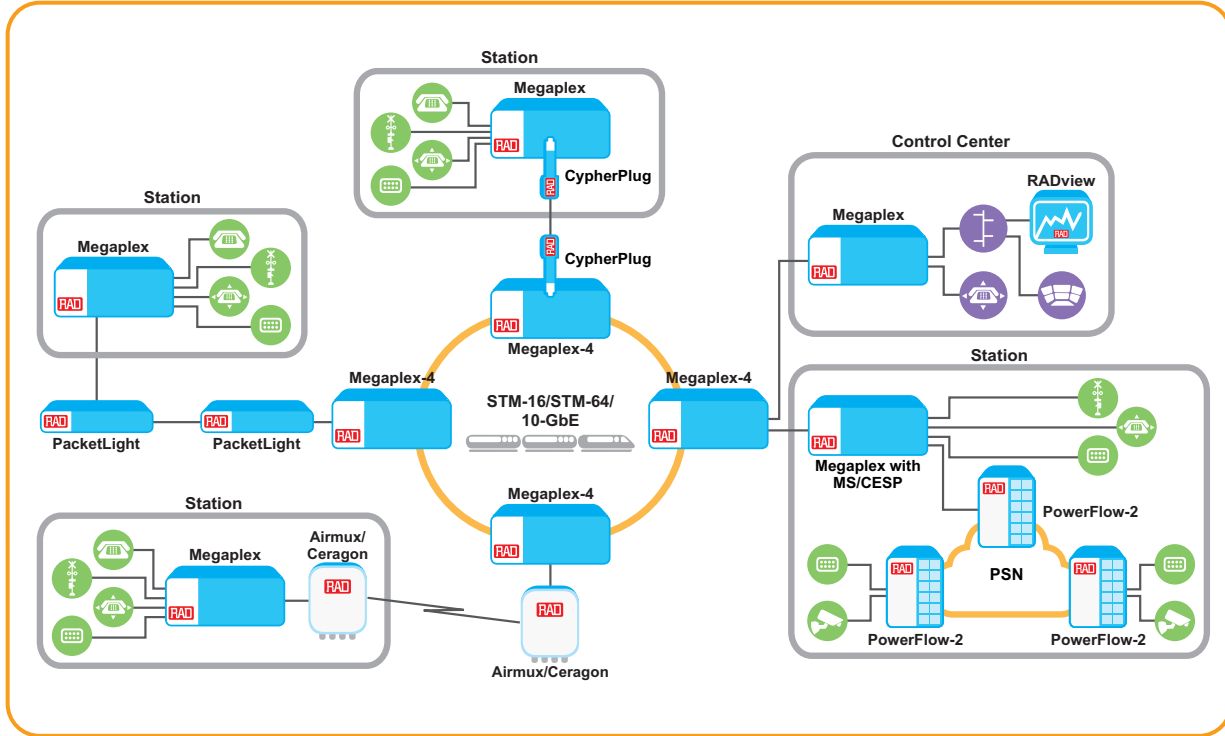 Station
Megaplex
RAD
CypherPlug
RAD
RAD
CypherPlug
RAD
Megaplex-4
Station
Megaplex
RAD
RAD
PacketLight
RAD
PacketLight
Megaplex-4
RAD
STM-16/STM-64/
10-GbE
Megaplex-4
RAD
Megaplex-4
RAD
RAD
Airmux/Ceragon
Station
Megaplex
RAD
Airmux/
Ceragon
RAD
Control Center
Megaplex
RAD
RADview
RAD
Station
RAD
Megaplex with
MS/CESP
RAD
PowerFlow-2
PSN
RAD
PowerFlow-2
RAD
PowerFlow-2